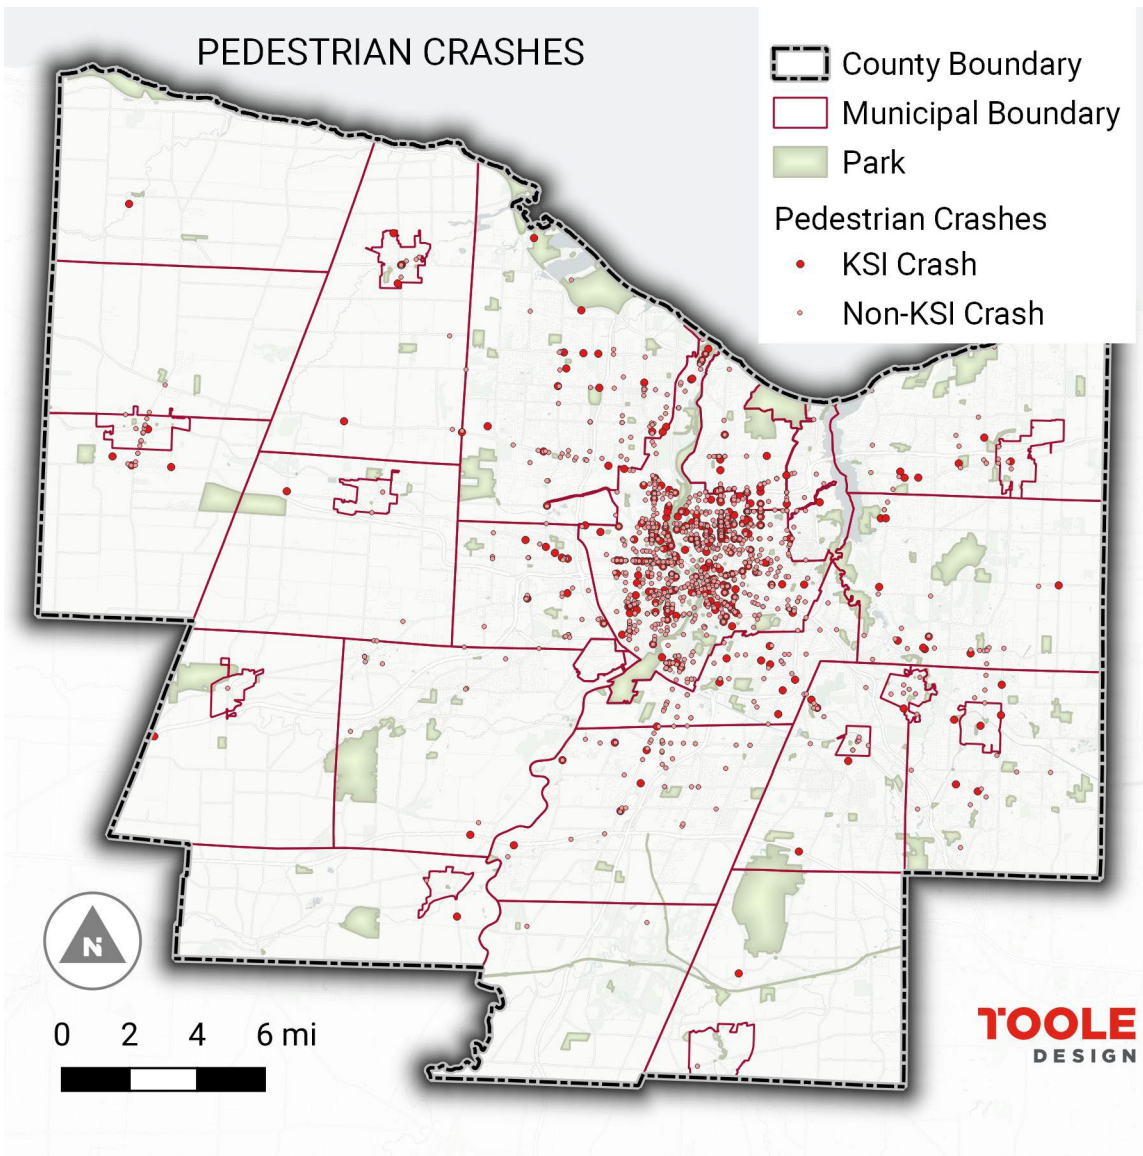 PEDESTRIAN CRASHES
County Boundary
Municipal Boundary
Park
Pedestrian Crashes
KSI Crash
Non-KSI Crash
N
0 2 4 6 mi
TOOLE
DESIGN